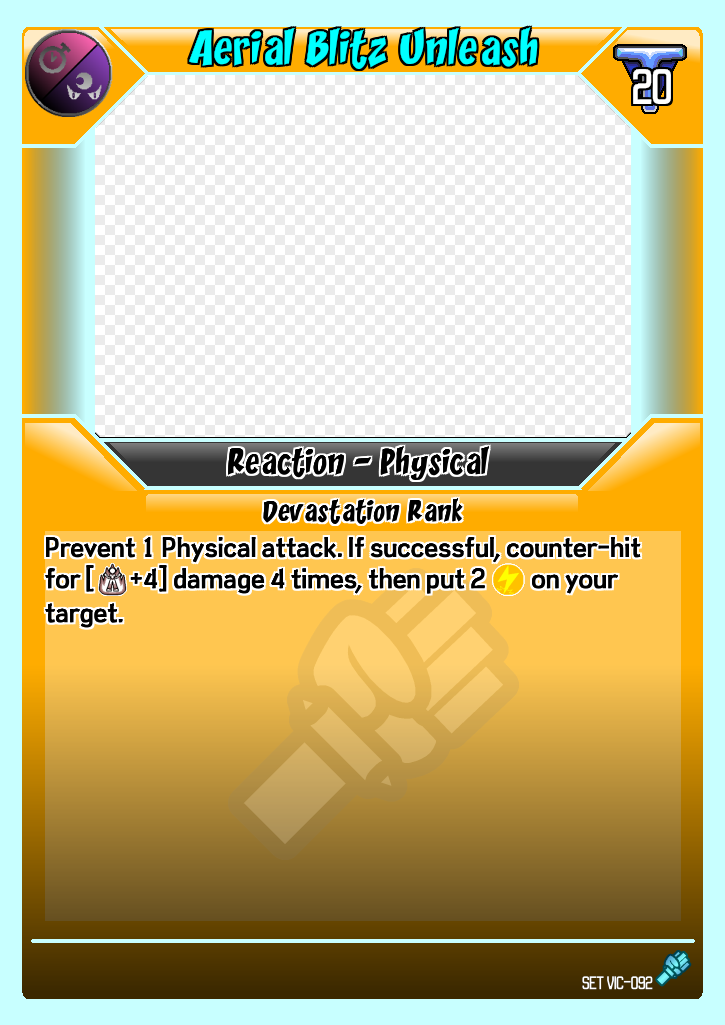 Aerial Blitz Unleash
20
Reaction - Physical
Devastation Rank
Prevent 1 Physical attack. If successful, counter-hit
for [ +4] damage 4 times, then put 2 on your
target.
SET VIC-092